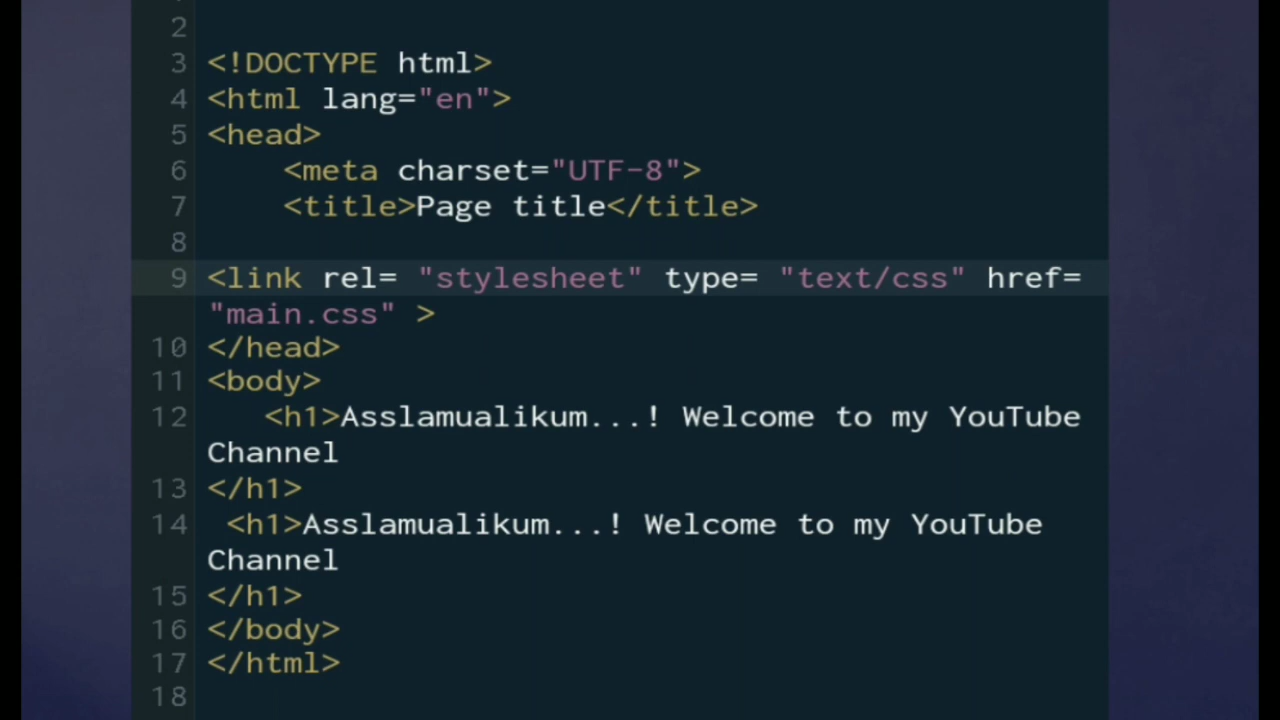 2
3 <!DOCTYPE html>
4 <html lang="en">
5 <head>
6 <meta charset="UTF-8">
7 <title>Page title</title>
8
9 <link rel= "stylesheet" type= "text/css" href=
"main.css" >
10 </head>
11 <body>
12 <h1>Asslamualikum...! Welcome to my YouTube
Channel
13 </h1>
14 <h1>Asslamualikum...! Welcome to my YouTube
Channel
15 </h1>
16 </body>
17 </html>
18